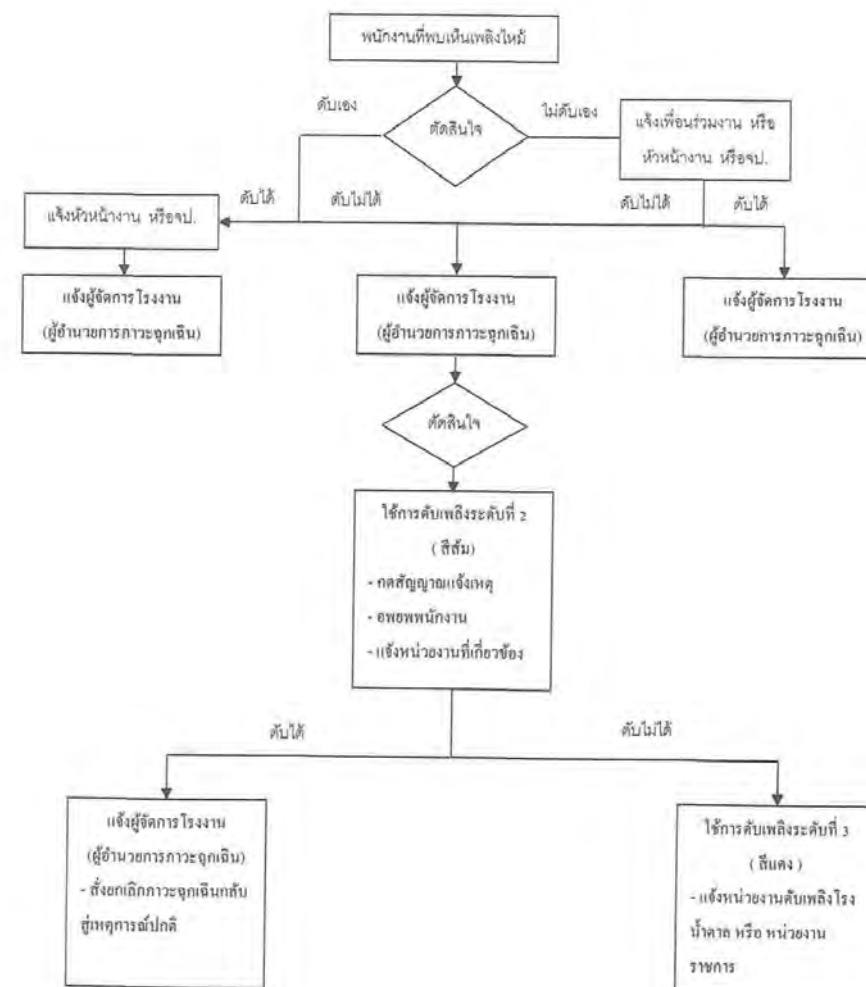 พนักงานที่พบเห็นเพลิงไหม้
ดับเอง
ไม่ดับเอง
ตัดสินใจ
แจ้งเพื่อนร่วมงาน หรือ
หัวหน้างาน หรือจป.
ดับได้
ดับไม่ได้
ดับไม่ได้
ดับได้
แจ้งหัวหน้างาน หรือจป.
แจ้งผู้จัดการโรงงาน
(ผู้อำนวยการภาวะฉุกเฉิน)
แจ้งผู้จัดการโรงงาน
(ผู้อำนวยการภาวะฉุกเฉิน)
แจ้งผู้จัดการโรงงาน
(ผู้อำนวยการภาวะฉุกเฉิน)
ตัดสินใจ
ใช้การดับเพลิงระดับที่ 2
( สีส้ม)
- กดสัญญาณแจ้งเหตุ
- อพยพพนักงาน
- แจ้งหน่วยงานที่เกี่ยวข้อง
ดับได้
ดับไม่ได้
แจ้งผู้จัดการโรงงาน
(ผู้อำนวยการภาวะฉุกเฉิน)
- สั่งยกเลิกภาวะฉุกเฉินกลับ
สู่เหตุการณ์ปกติ
ใช้การดับเพลิงระดับที่ 3
( สีแดง )
- แจ้งหน่วยงานดับเพลิงโรง
น้ำตาล หรือ หน่วยงาน
ราชการ